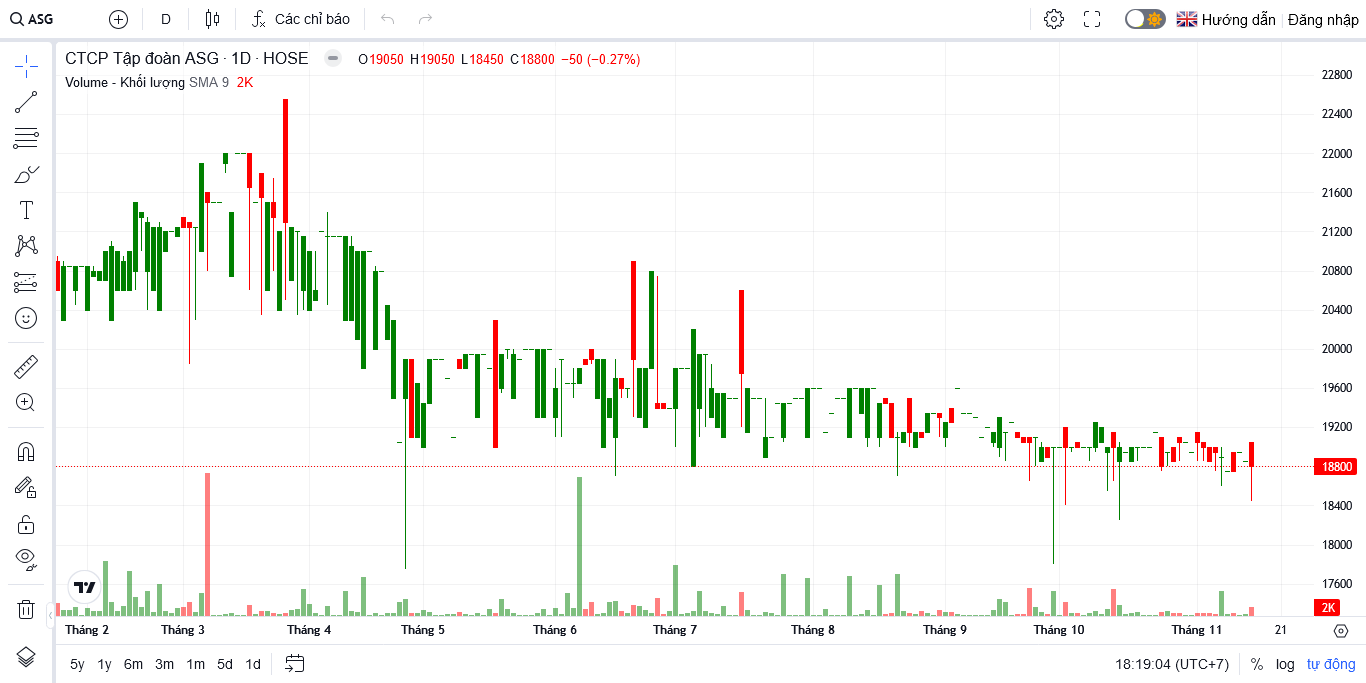 ASG D Các chỉ báo Hướng dẫn Đăng nhập
CTCP Tập đoàn ASG · 1D · HOSE O19050 H19050 L18450 C18800 −50 (−0.27%)
Volume - Khối lượng SMA 9 2K
22800
22400
22000
21600
21200
20800
20400
20000
19600
19200
18800
18400
18000
17600
2K
Tháng 2 Tháng 3 Tháng 4 Tháng 5 Tháng 6 Tháng 7 Tháng 8 Tháng 9 Tháng 10 Tháng 11 21
5y 1y 6m 3m 1m 5d 1d 18:19:04 (UTC+7) % log tự động